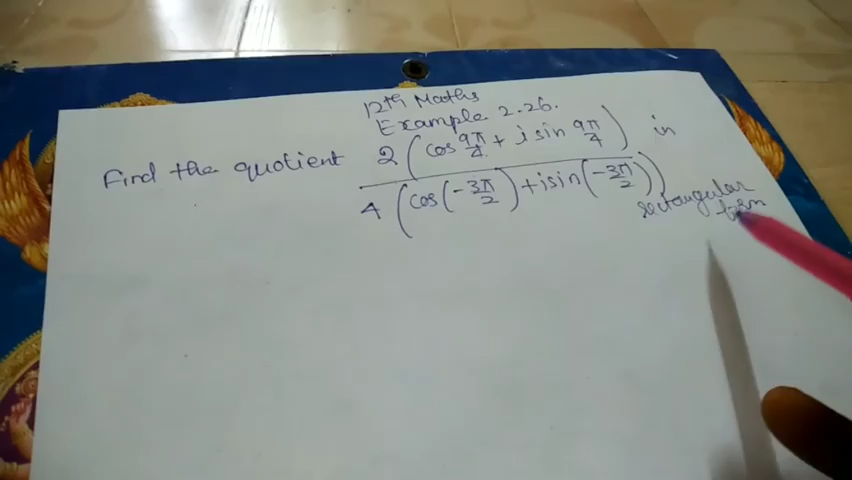 12th Maths
Example 2.26.
Find the quotient 2(cos 9π/4 + i sin 9π/4) / 4(cos(-3π/2) + i sin(-3π/2)) in
rectangular
form